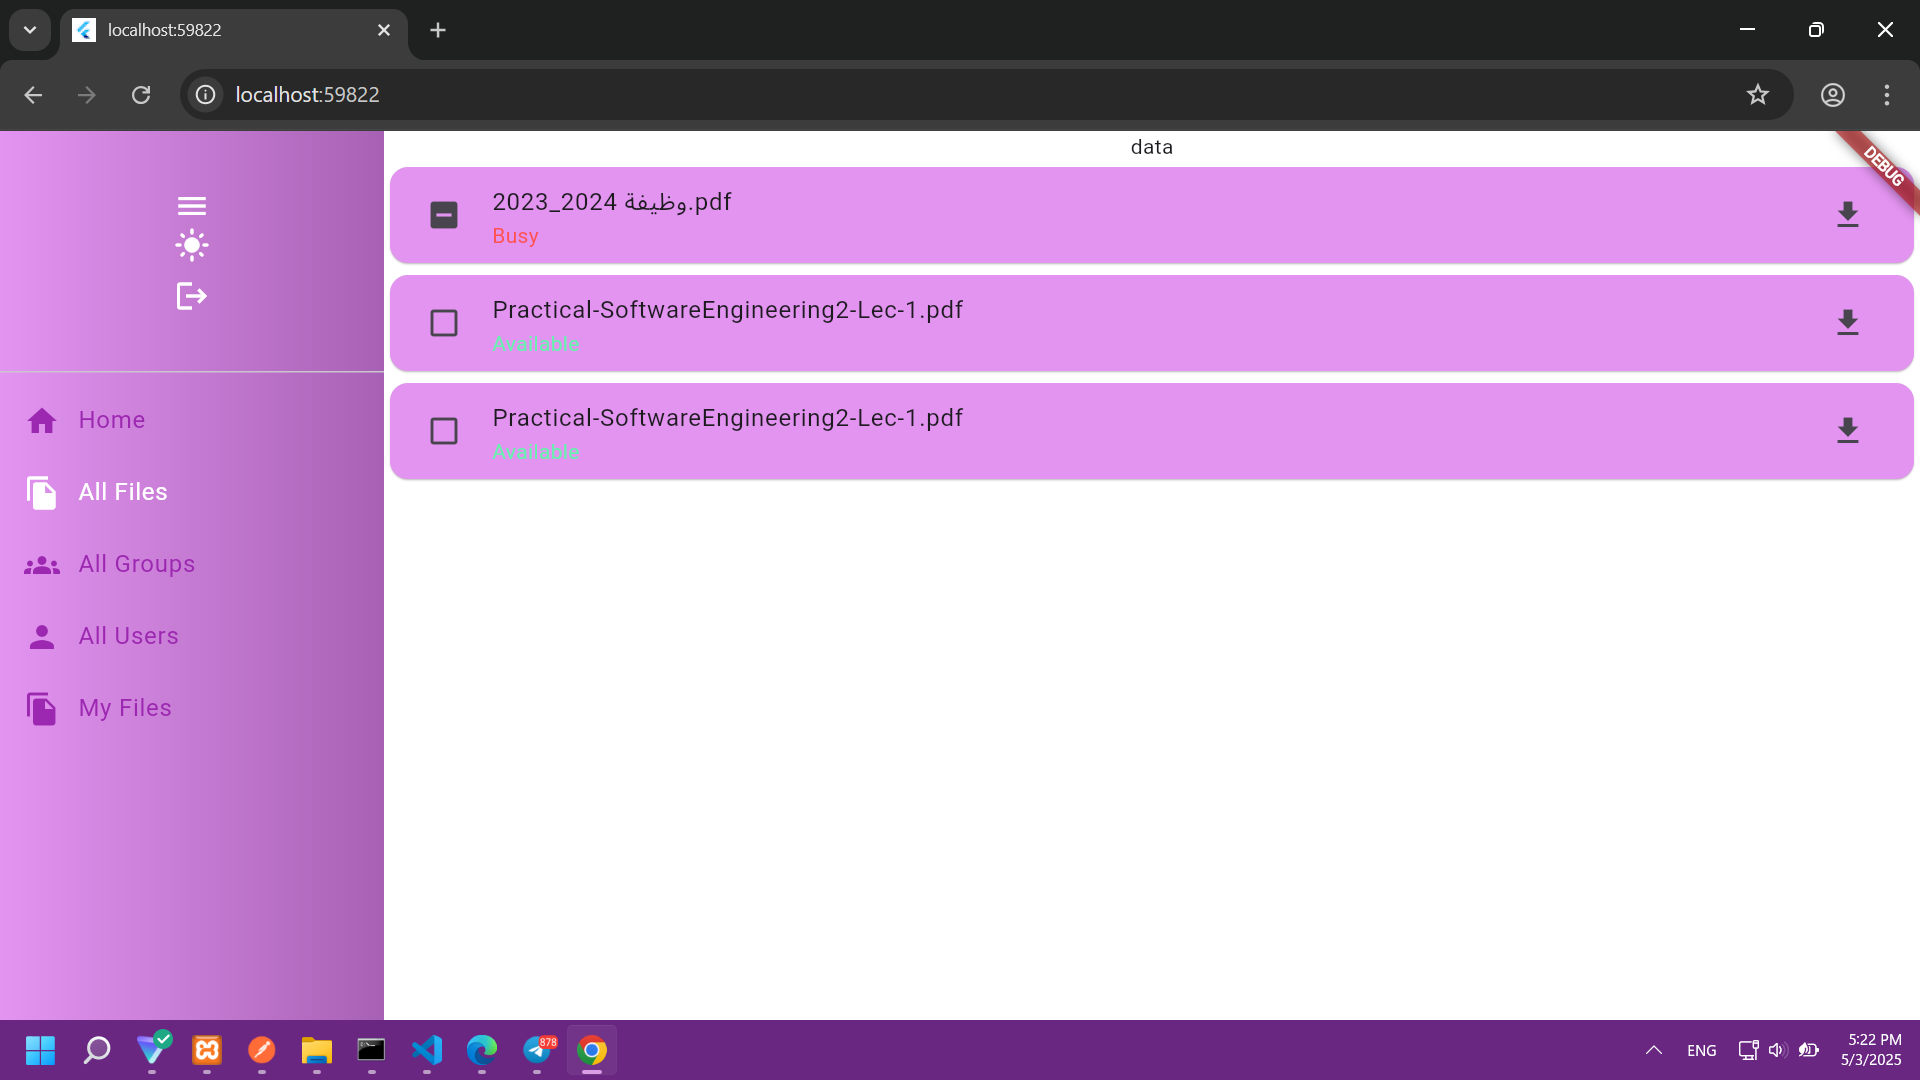 localhost:59822
localhost:59822
data
DEBUG
2023_2024 وظيفة.pdf
Busy
Practical-SoftwareEngineering2-Lec-1.pdf
Available
Practical-SoftwareEngineering2-Lec-1.pdf
Available
Home
All Files
All Groups
All Users
My Files
878
ENG
5:22 PM
5/3/2025